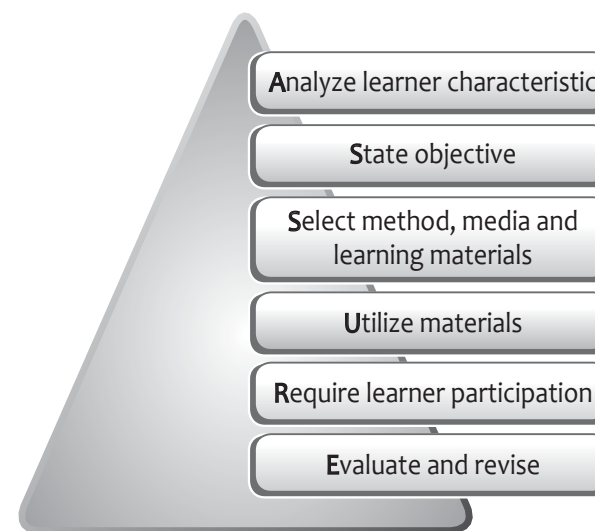 Analyze learner characteristic
State objective
Select method, media and
learning materials
Utilize materials
Require learner participation
Evaluate and revise